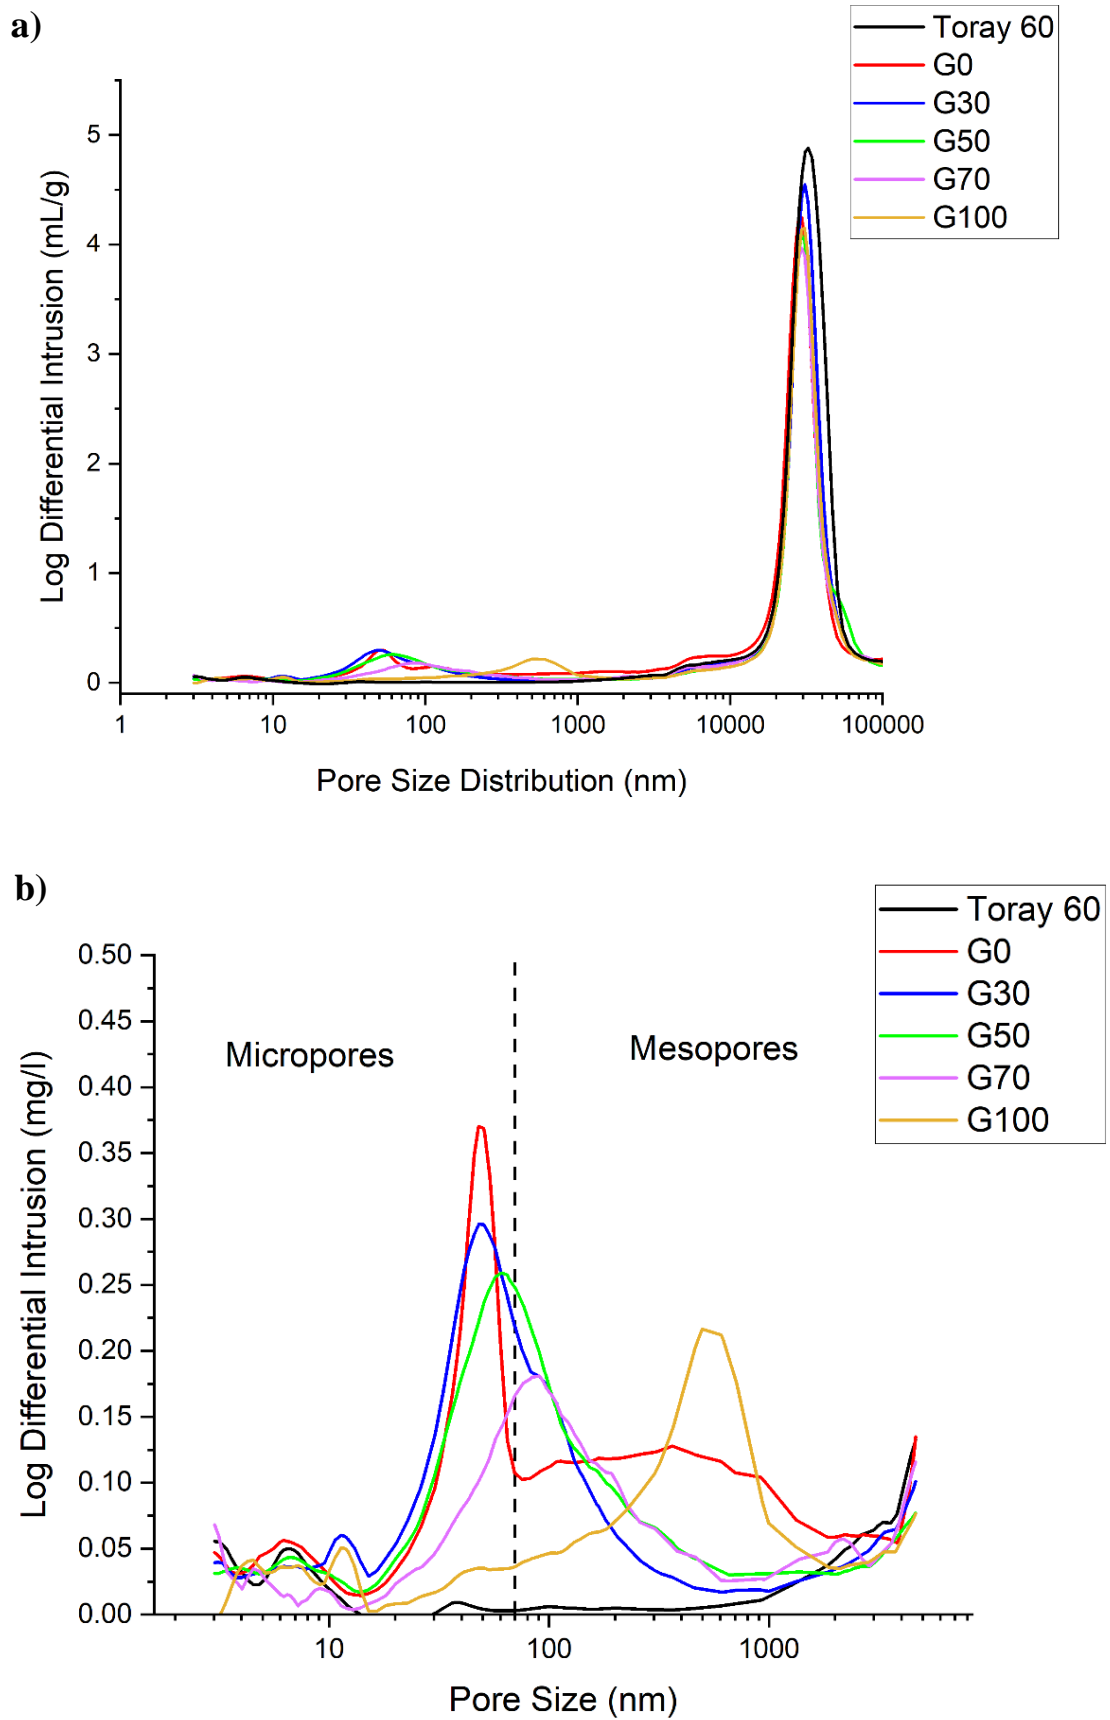 a)
Toray 60
G0
G30
G50
G70
G100
Log Differential Intrusion (mL/g)
5
4
3
2
1
0
1 10 100 1000 10000 100000
Pore Size Distribution (nm)
b)
Toray 60
G0
G30
G50
G70
G100
Log Differential Intrusion (mg/l)
0.50
0.45
0.40
0.35
0.30
0.25
0.20
0.15
0.10
0.05
0.00
Micropores
Mesopores
10 100 1000
Pore Size (nm)